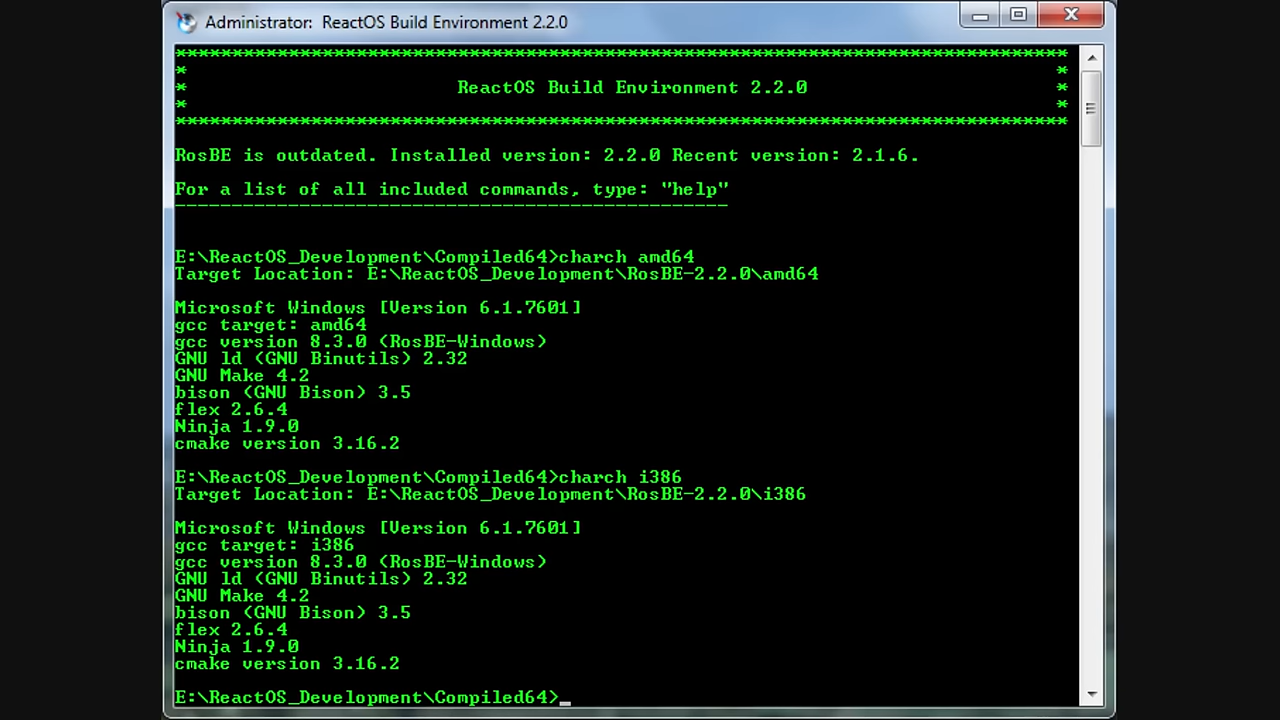 Administrator: ReactOS Build Environment 2.2.0
*******************************************************************************
* *
* ReactOS Build Environment 2.2.0 *
* *
*******************************************************************************
RosBE is outdated. Installed version: 2.2.0 Recent version: 2.1.6.
For a list of all included commands, type: "help"
-------------------------------------------------
E:\ReactOS_Development\Compiled64>charch amd64
Target Location: E:\ReactOS_Development\RosBE-2.2.0\amd64
Microsoft Windows [Version 6.1.7601]
gcc target: amd64
gcc version 8.3.0 (RosBE-Windows)
GNU ld (GNU Binutils) 2.32
GNU Make 4.2
bison (GNU Bison) 3.5
flex 2.6.4
Ninja 1.9.0
cmake version 3.16.2
E:\ReactOS_Development\Compiled64>charch i386
Target Location: E:\ReactOS_Development\RosBE-2.2.0\i386
Microsoft Windows [Version 6.1.7601]
gcc target: i386
gcc version 8.3.0 (RosBE-Windows)
GNU ld (GNU Binutils) 2.32
GNU Make 4.2
bison (GNU Bison) 3.5
flex 2.6.4
Ninja 1.9.0
cmake version 3.16.2
E:\ReactOS_Development\Compiled64>_